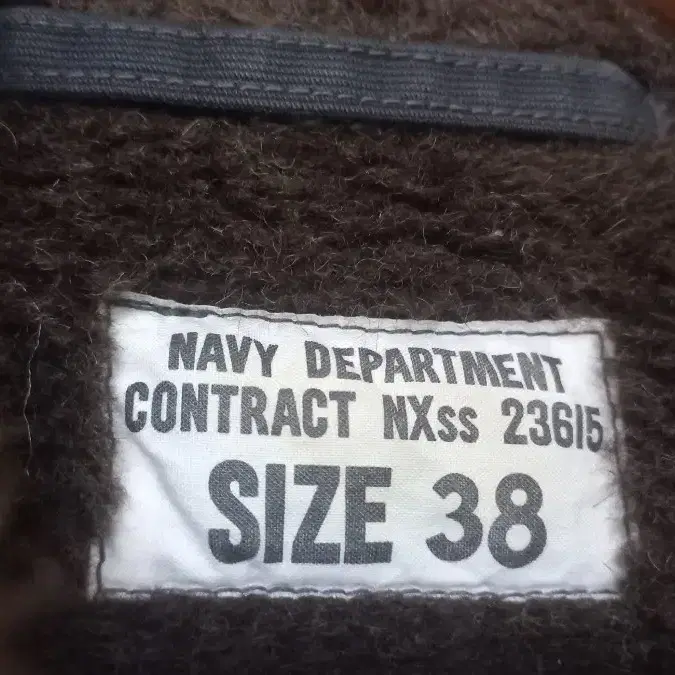 NAVY DEPARTMENT
CONTRACT NXss 23615
SIZE 38